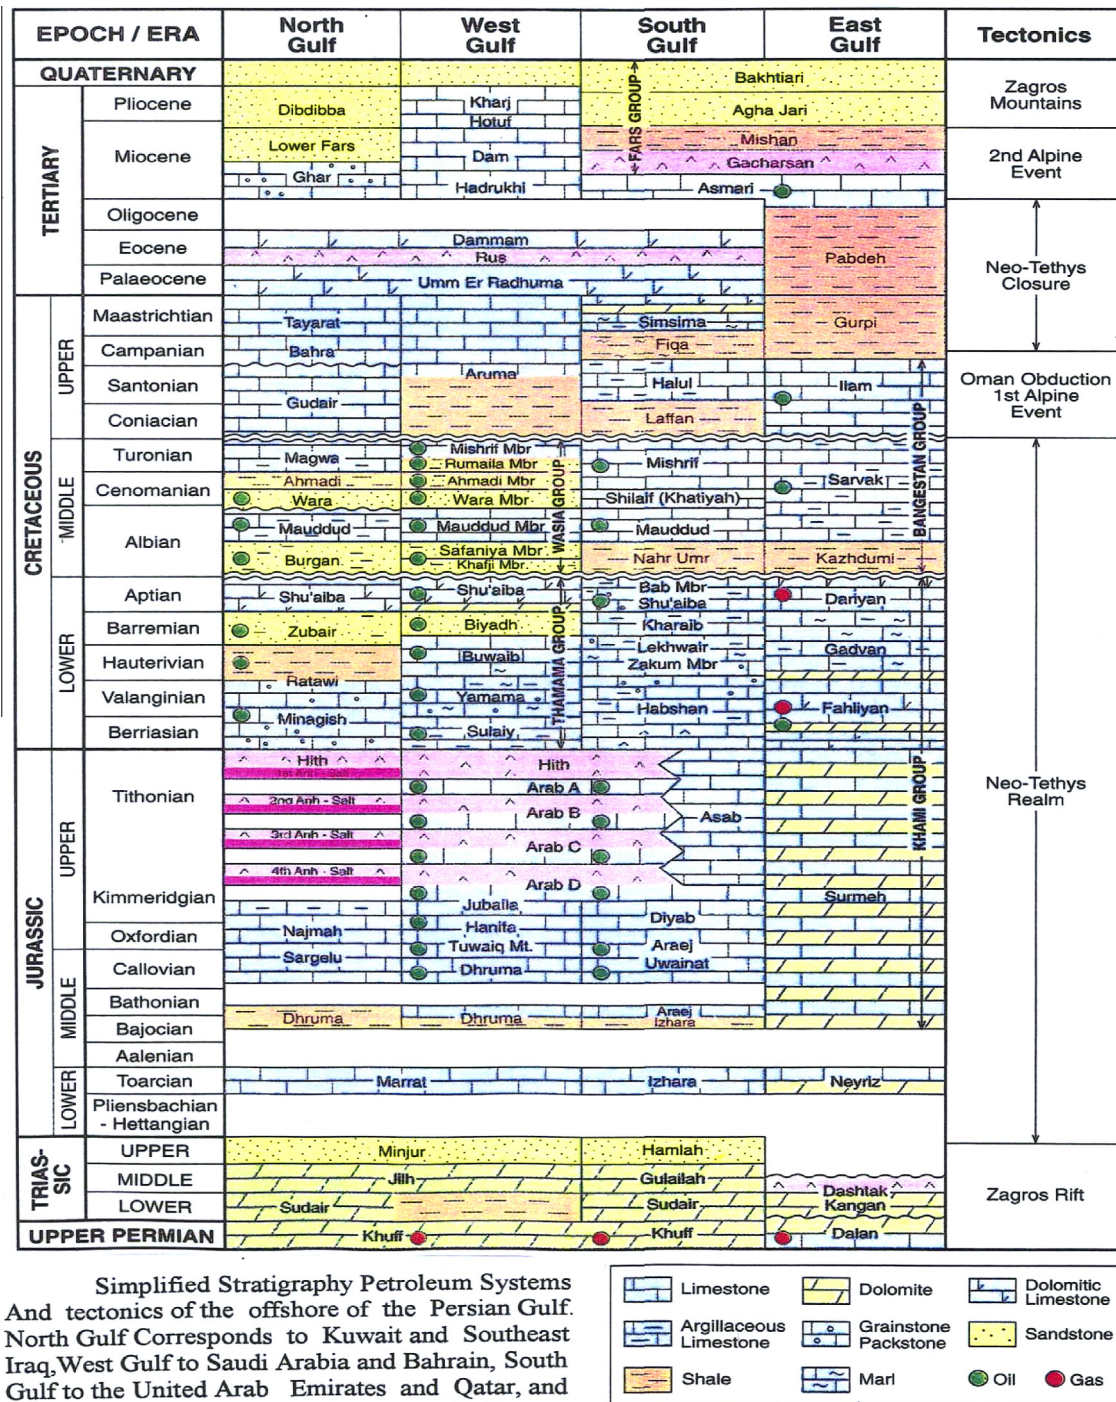 EPOCH / ERA
North Gulf
West Gulf
South Gulf
East Gulf
Tectonics
QUATERNARY
TERTIARY
Pliocene
Miocene
Oligocene
Eocene
Palaeocene
CRETACEOUS
UPPER
Maastrichtian
Campanian
Santonian
Coniacian
MIDDLE
Turonian
Cenomanian
Albian
LOWER
Aptian
Barremian
Hauterivian
Valanginian
Berriasian
JURASSIC
UPPER
Tithonian
Kimmeridgian
Oxfordian
MIDDLE
Callovian
Bathonian
Bajocian
Aalenian
LOWER
Toarcian
Pliensbachian
- Hettangian
TRIAS-
SIC
UPPER
MIDDLE
LOWER
UPPER PERMIAN
Dibdibba
Lower Fars
Ghar
Tayarat
Bahra
Gudair
Magwa
Ahmadi
Wara
Mauddud
Burgan
Shu'aiba
Zubair
Ratawi
Minagish
Hith
1st Anh - Salt
2nd Anh - Salt
3rd Anh - Salt
4th Anh - Salt
Najmah
Sargelu
Dhruma
Marrat
Minjur
Jilh
Sudair
Khuff
Kharj
Hofuf
Dam
Hadrukhi
Dammam
Rus
Umm Er Radhuma
Aruma
Mishrif Mbr
Rumaila Mbr
Ahmadi Mbr
Wara Mbr
Mauddud Mbr
Safaniya Mbr
Khafji Mbr
WASIA GROUP
Shu'aiba
Biyadh
Buwaib
Yamama
Sulaiy
THAMAMA GROUP
Hith
Arab A
Arab B
Arab C
Arab D
Jubaila
Hanifa
Tuwaiq Mt.
Dhruma
Dhruma
FARS GROUP
Bakhtiari
Agha Jari
Mishan
Gacharsan
Asmari
Simsima
Fiqa
Halul
Laffan
Mishrif
Shilaif (Khatiyah)
Mauddud
Nahr Umr
Bab Mbr
Shu'aiba
Kharaib
Lekhwair
Zakum Mbr
Habshan
Asab
Diyab
Araej
Uwainat
Araej
Izhara
Izhara
Hamlah
Gulailah
Sudair
Khuff
Pabdeh
Gurpi
Ilam
Sarvak
Kazhdumi
BANGESTAN GROUP
Dariyan
Gadvan
Fahliyan
KHAMI GROUP
Surmeh
Neyriz
Dashtak
Kangan
Dalan
Zagros
Mountains
2nd Alpine
Event
Neo-Tethys
Closure
Oman Obduction
1st Alpine
Event
Neo-Tethys
Realm
Zagros Rift
Simplified Stratigraphy Petroleum Systems
And tectonics of the offshore of the Persian Gulf.
North Gulf Corresponds to Kuwait and Southeast
Iraq,West Gulf to Saudi Arabia and Bahrain, South
Gulf to the United Arab Emirates and Qatar, and
Limestone
Dolomite
Dolomitic
Limestone
Argillaceous
Limestone
Grainstone
Packstone
Sandstone
Shale
Marl
Oil
Gas